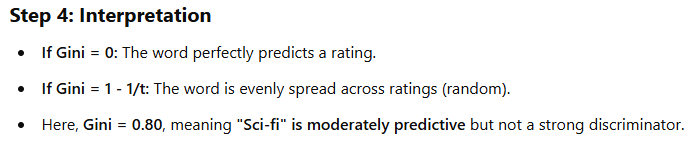 Step 4: Interpretation
• If Gini = 0: The word perfectly predicts a rating.
• If Gini = 1 - 1/t: The word is evenly spread across ratings (random).
• Here, Gini = 0.80, meaning "Sci-fi" is moderately predictive but not a strong discriminator.